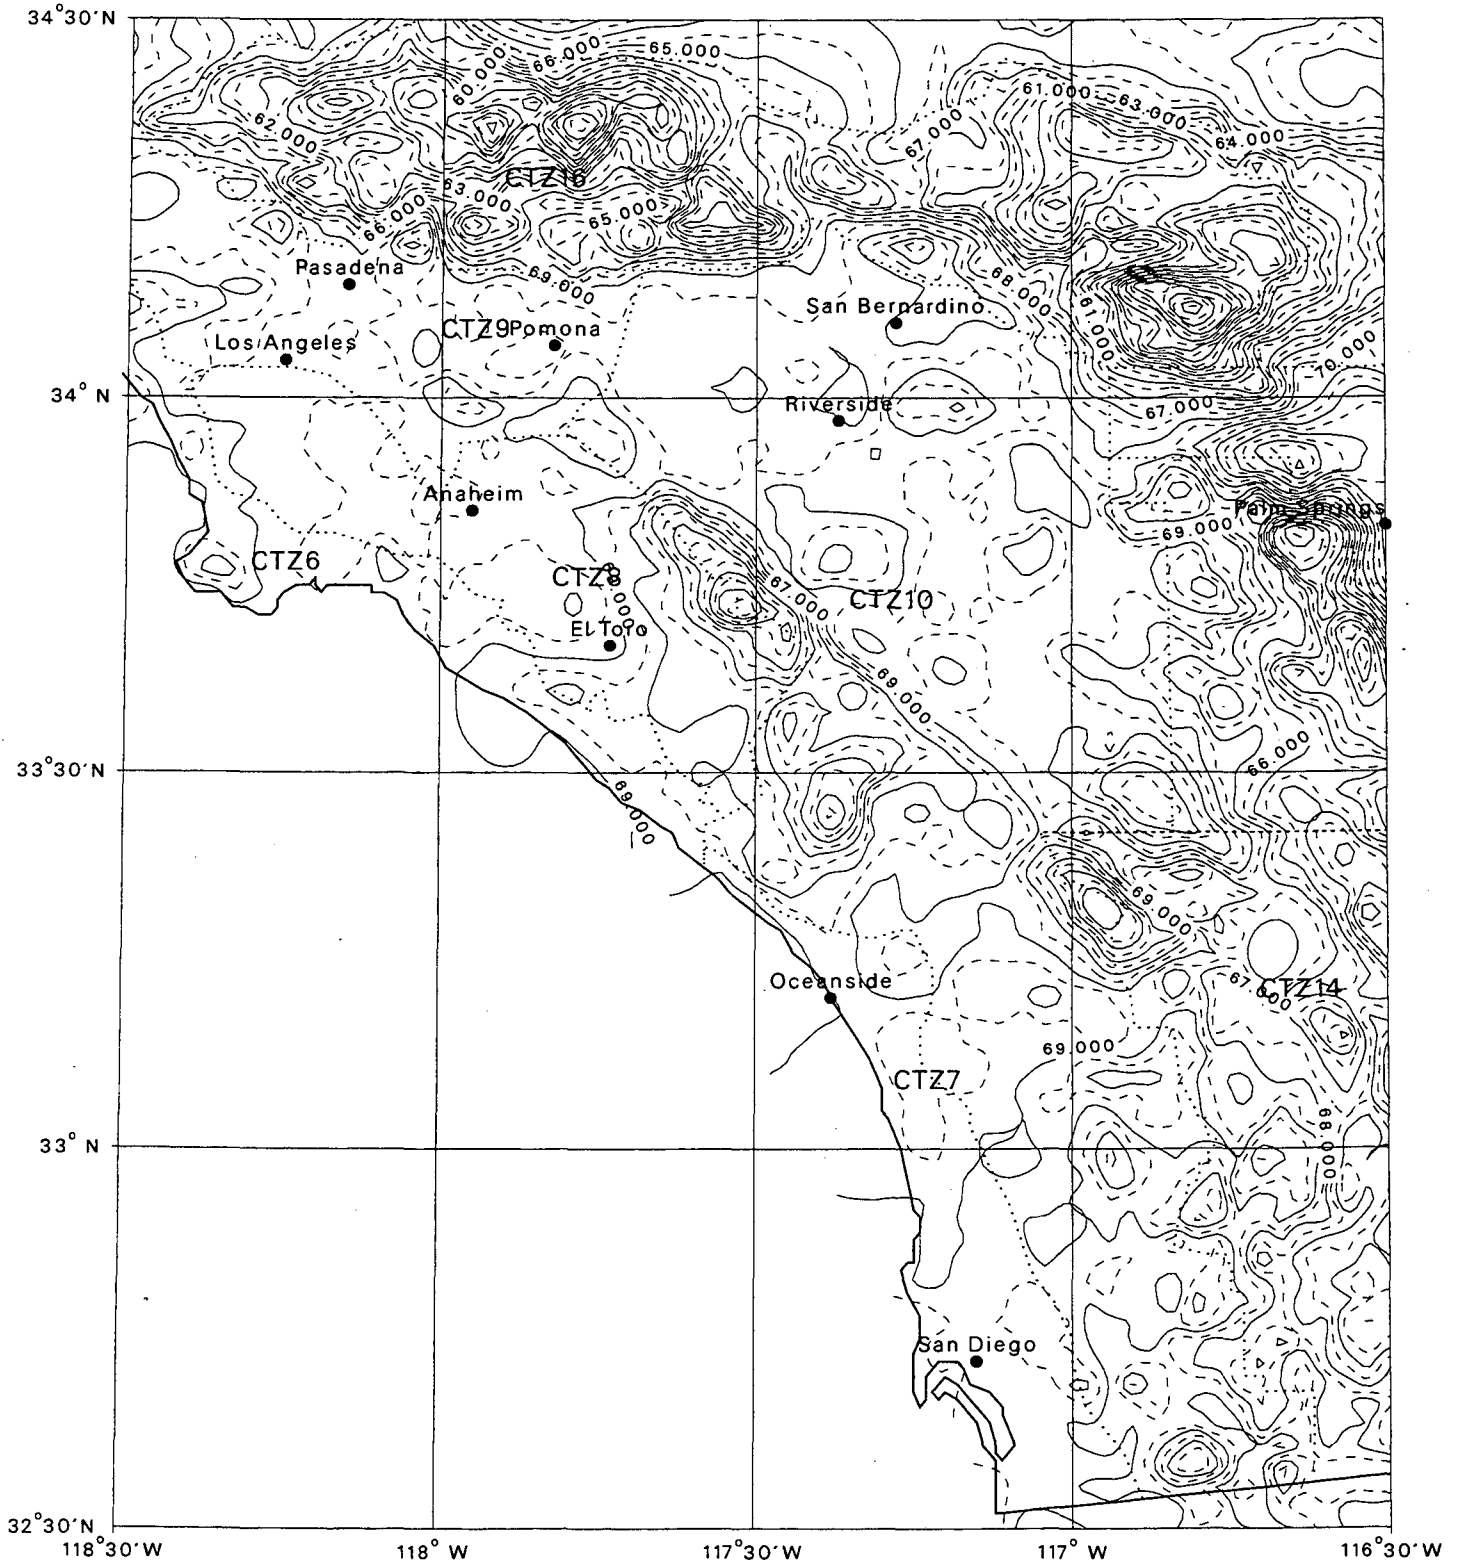 34°30'N
65.000
66.000
60.000
61.000
63.000
62.000
67.000
64.000
CTZ16
63.000
65.000
66.000
Pasadena
69.000
68.000
San Bernardino
61.000
CTZ9 Pomona
Los Angeles
70.000
34° N
Riverside
67.000
Anaheim
Palm Springs
69.000
CTZ6
CTZ8
67.000
CTZ10
El Toro
69.000
66.000
33°30'N
69.000
69.000
Oceanside
67.000
CTZ14
69.000
CTZ7
68.000
33° N
San Diego
32°30'N
118°30'W
118° W
117°30'W
117° W
116°30'W